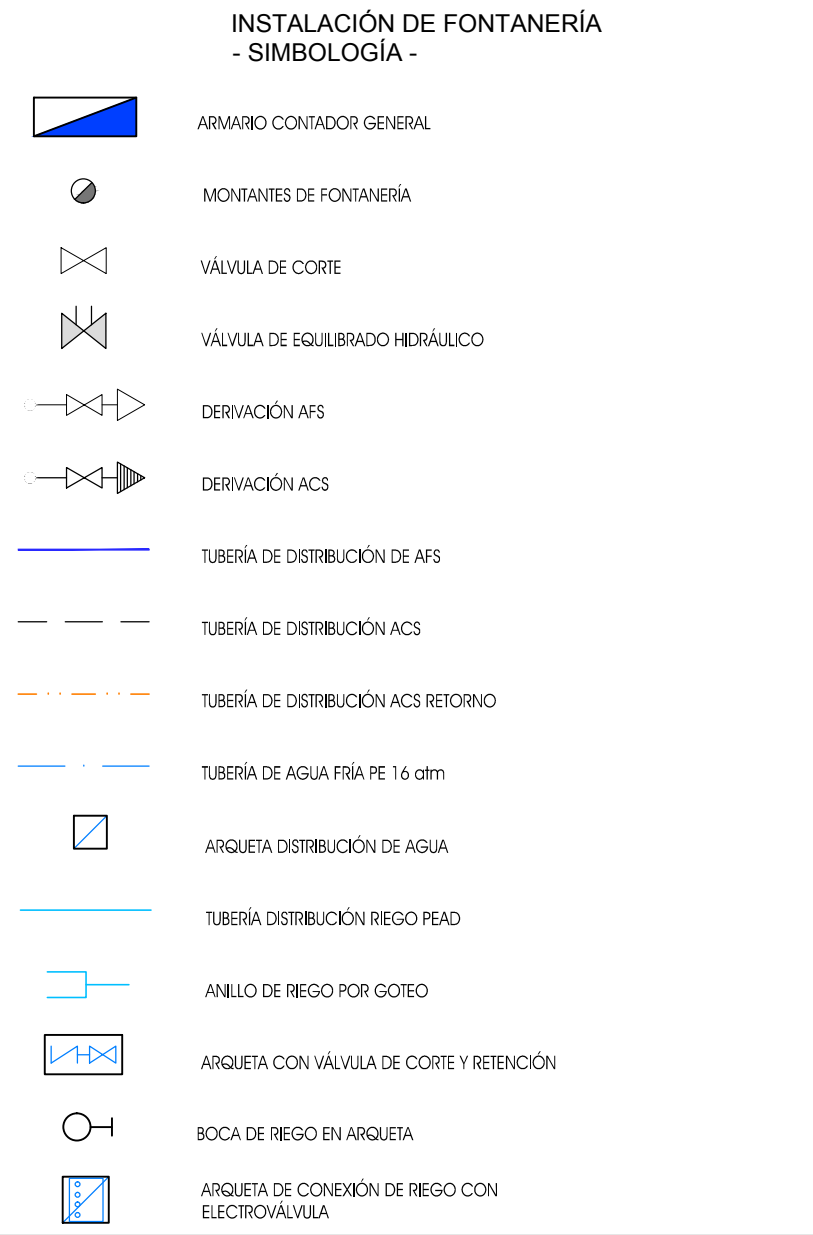 INSTALACIÓN DE FONTANERÍA
- SIMBOLOGÍA -
ARMARIO CONTADOR GENERAL
MONTANTES DE FONTANERÍA
VÁLVULA DE CORTE
VÁLVULA DE EQUILIBRADO HIDRÁULICO
DERIVACIÓN AFS
DERIVACIÓN ACS
TUBERÍA DE DISTRIBUCIÓN DE AFS
TUBERÍA DE DISTRIBUCIÓN ACS
TUBERÍA DE DISTRIBUCIÓN ACS RETORNO
TUBERÍA DE AGUA FRÍA PE 16 atm
ARQUETA DISTRIBUCIÓN DE AGUA
TUBERÍA DISTRIBUCIÓN RIEGO PEAD
ANILLO DE RIEGO POR GOTEO
ARQUETA CON VÁLVULA DE CORTE Y RETENCIÓN
BOCA DE RIEGO EN ARQUETA
ARQUETA DE CONEXIÓN DE RIEGO CON
ELECTROVÁLVULA